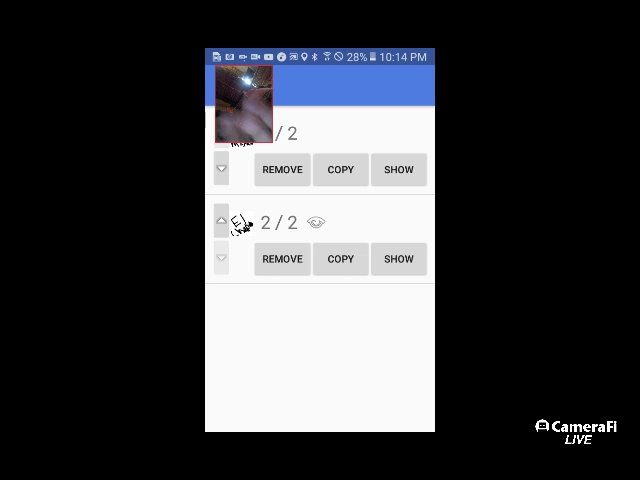 28% 10:14 PM
/ 2
REMOVE COPY SHOW
2 / 2
REMOVE COPY SHOW
CameraFi
LIVE